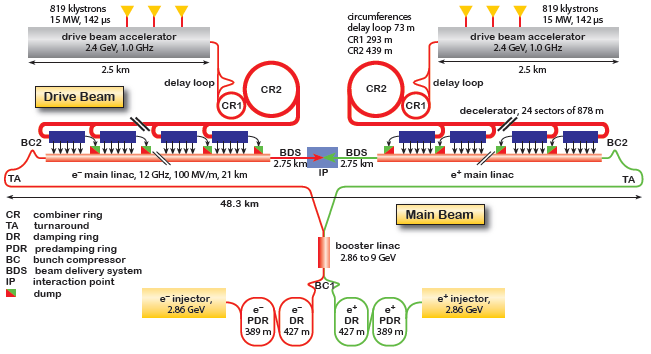 819 klystrons
15 MW, 142 µs
circumferences
delay loop 73 m
CR1 293 m
CR2 439 m
819 klystrons
15 MW, 142 µs
drive beam accelerator
2.4 GeV, 1.0 GHz
drive beam accelerator
2.4 GeV, 1.0 GHz
2.5 km
2.5 km
delay loop
delay loop
Drive Beam
CR1
CR2
CR2
CR1
decelerator, 24 sectors of 878 m
BC2
BDS
2.75 km
IP
BDS
2.75 km
BC2
TA
e– main linac, 12 GHz, 100 MV/m, 21 km
e+ main linac
TA
48.3 km
Main Beam
CR combiner ring
TA turnaround
DR damping ring
PDR predamping ring
BC bunch compressor
BDS beam delivery system
IP interaction point
dump
booster linac
2.86 to 9 GeV
BC1
e– injector,
2.86 GeV
e–
PDR
389 m
e–
DR
427 m
e+
DR
427 m
e+
PDR
389 m
e+ injector,
2.86 GeV